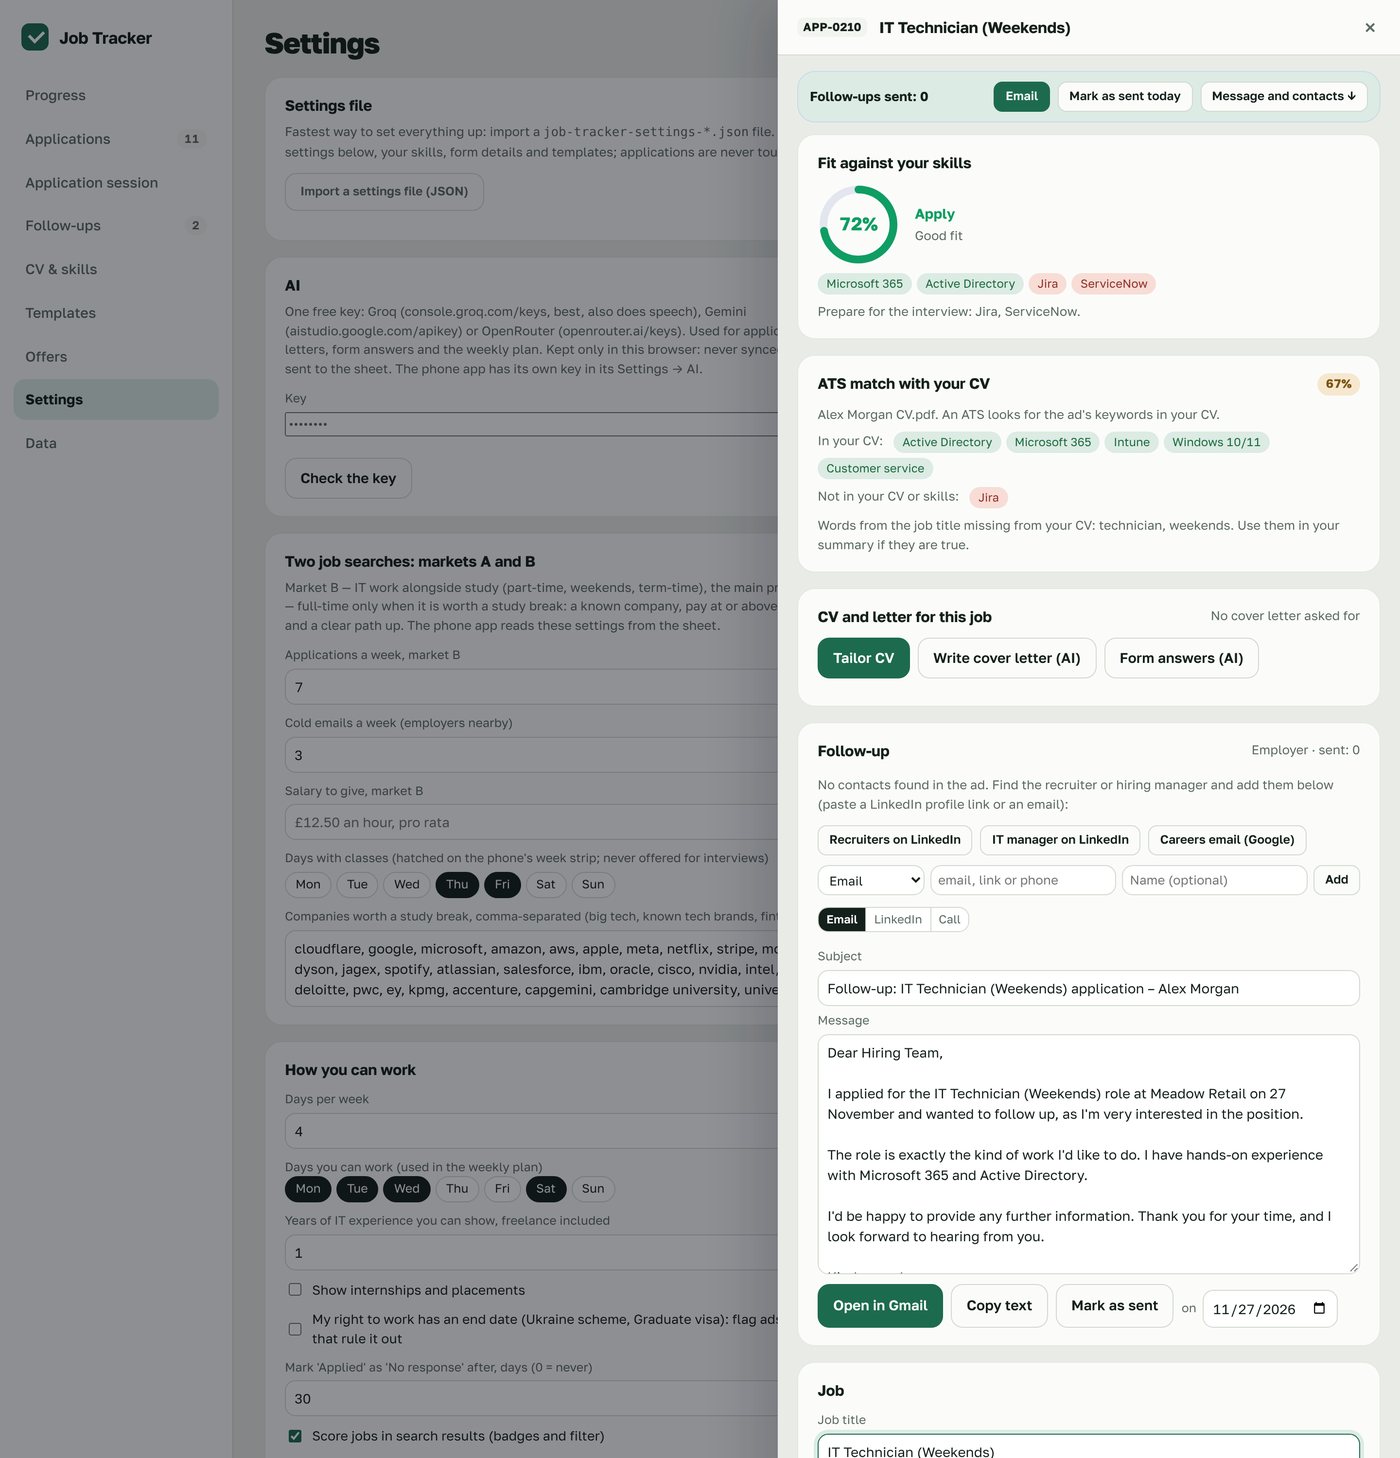 Job Tracker
Progress
Applications 11
Application session
Follow-ups 2
CV & skills
Templates
Offers
Settings
Data
Settings
Settings file
Fastest way to set everything up: import a job-tracker-settings-*.json file.
settings below, your skills, form details and templates; applications are never tou
Import a settings file (JSON)
AI
One free key: Groq (console.groq.com/keys, best, also does speech), Gemini
(aistudio.google.com/apikey) or OpenRouter (openrouter.ai/keys). Used for applic
letters, form answers and the weekly plan. Kept only in this browser: never synce
sent to the sheet. The phone app has its own key in its Settings → AI.
Key
••••••••
Check the key
Two job searches: markets A and B
Market B — IT work alongside study (part-time, weekends, term-time), the main pr
— full-time only when it is worth a study break: a known company, pay at or above
and a clear path up. The phone app reads these settings from the sheet.
Applications a week, market B
7
Cold emails a week (employers nearby)
3
Salary to give, market B
£12.50 an hour, pro rata
Days with classes (hatched on the phone's week strip; never offered for interviews)
Mon Tue Wed Thu Fri Sat Sun
Companies worth a study break, comma-separated (big tech, known tech brands, fin
cloudflare, google, microsoft, amazon, aws, apple, meta, netflix, stripe, mo
dyson, jagex, spotify, atlassian, salesforce, ibm, oracle, cisco, nvidia, intel,
deloitte, pwc, ey, kpmg, accenture, capgemini, cambridge university, unive
How you can work
Days per week
4
Days you can work (used in the weekly plan)
Mon Tue Wed Thu Fri Sat Sun
Years of IT experience you can show, freelance included
1
Show internships and placements
My right to work has an end date (Ukraine scheme, Graduate visa): flag ads
that rule it out
Mark 'Applied' as 'No response' after, days (0 = never)
30
Score jobs in search results (badges and filter)
APP-0210 IT Technician (Weekends) ×
Follow-ups sent: 0 Email Mark as sent today Message and contacts ↓
Fit against your skills
72%
Apply
Good fit
Microsoft 365 Active Directory Jira ServiceNow
Prepare for the interview: Jira, ServiceNow.
ATS match with your CV 67%
Alex Morgan CV.pdf. An ATS looks for the ad's keywords in your CV.
In your CV: Active Directory Microsoft 365 Intune Windows 10/11
Customer service
Not in your CV or skills: Jira
Words from the job title missing from your CV: technician, weekends. Use them in your
summary if they are true.
CV and letter for this job No cover letter asked for
Tailor CV Write cover letter (AI) Form answers (AI)
Follow-up Employer · sent: 0
No contacts found in the ad. Find the recruiter or hiring manager and add them below
(paste a LinkedIn profile link or an email):
Recruiters on LinkedIn IT manager on LinkedIn Careers email (Google)
Email email, link or phone Name (optional) Add
Email LinkedIn Call
Subject
Follow-up: IT Technician (Weekends) application – Alex Morgan
Message
Dear Hiring Team,
I applied for the IT Technician (Weekends) role at Meadow Retail on 27
November and wanted to follow up, as I'm very interested in the position.
The role is exactly the kind of work I'd like to do. I have hands-on experience
with Microsoft 365 and Active Directory.
I'd be happy to provide any further information. Thank you for your time, and I
look forward to hearing from you.
Open in Gmail Copy text Mark as sent on 11/27/2026
Job
Job title
IT Technician (Weekends)